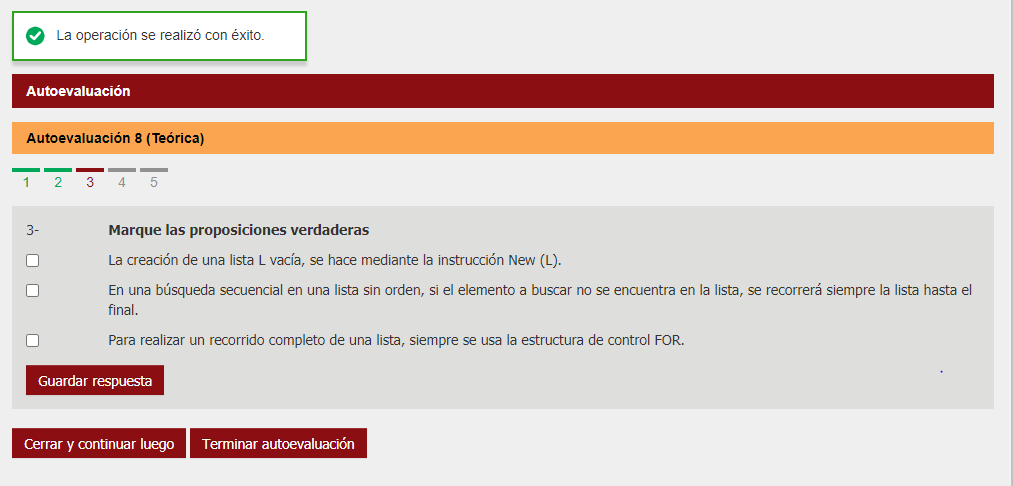 La operación se realizó con éxito.
Autoevaluación
Autoevaluación 8 (Teórica)
1 2 3 4 5
3- Marque las proposiciones verdaderas
La creación de una lista L vacía, se hace mediante la instrucción New (L).
En una búsqueda secuencial en una lista sin orden, si el elemento a buscar no se encuentra en la lista, se recorrerá siempre la lista hasta el
final.
Para realizar un recorrido completo de una lista, siempre se usa la estructura de control FOR.
.
Guardar respuesta
Cerrar y continuar luego Terminar autoevaluación